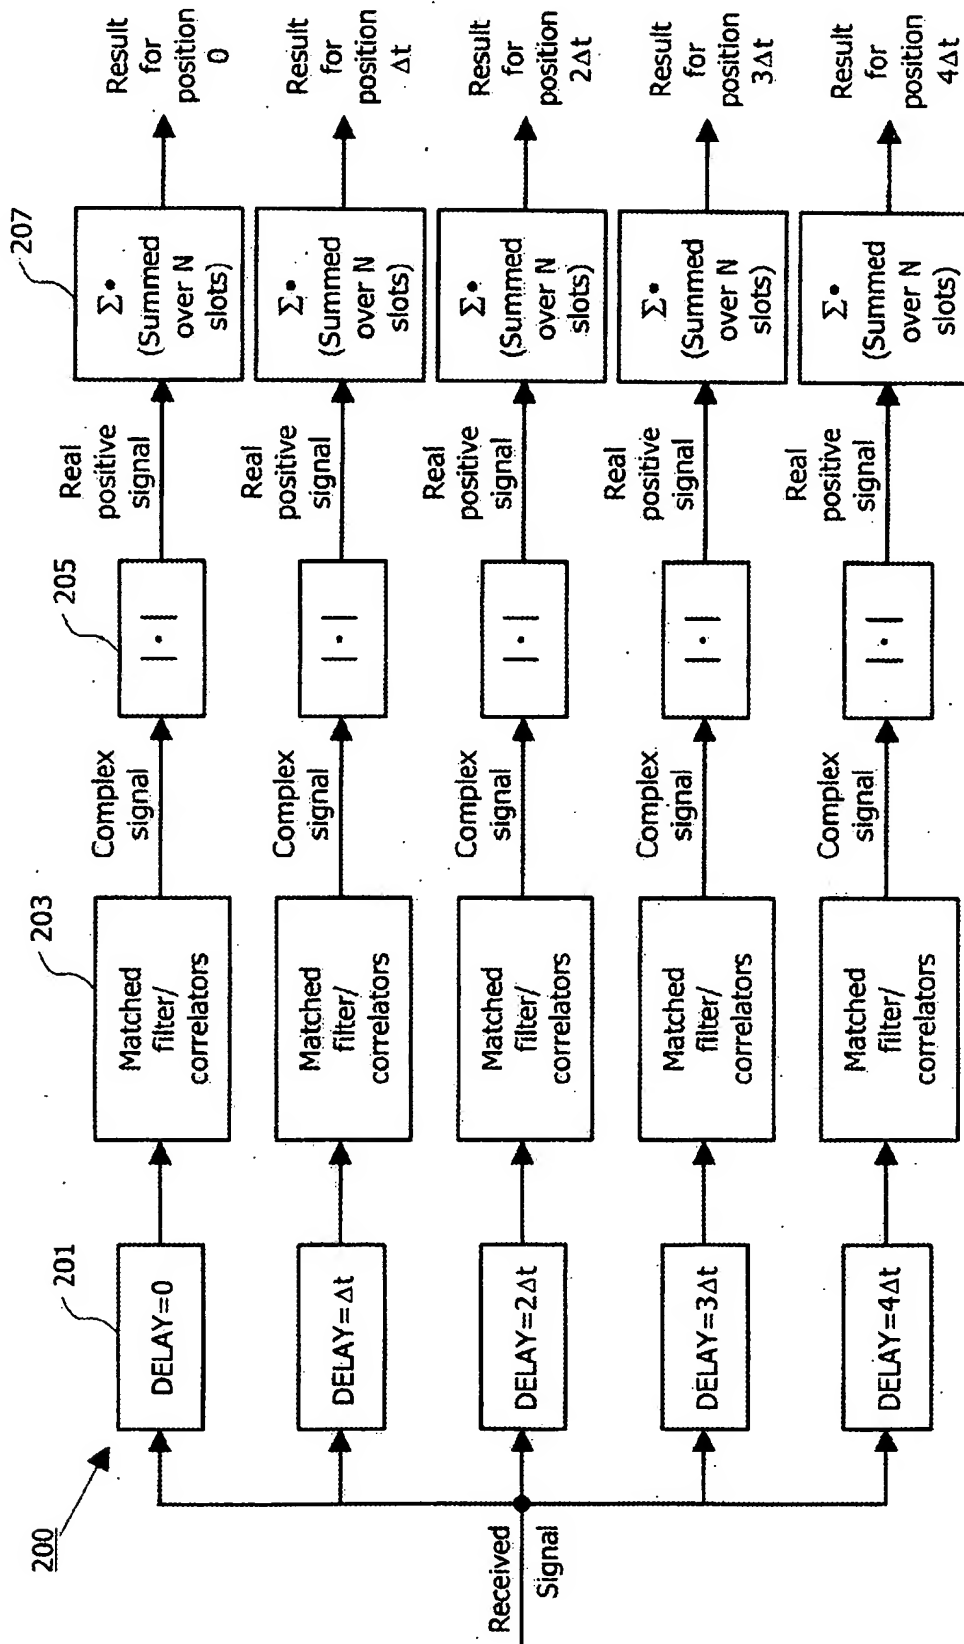 200
Received
Signal
201
DELAY=0
203
Matched
filter/
correlators
Complex
signal
205
|•|
Real
positive
signal
207
Σ•
(Summed
over N
slots)
Result
for
position
0
DELAY=Δt
Matched
filter/
correlators
Complex
signal
|•|
Real
positive
signal
Σ•
(Summed
over N
slots)
Result
for
position
Δt
DELAY=2Δt
Matched
filter/
correlators
Complex
signal
|•|
Real
positive
signal
Σ•
(Summed
over N
slots)
Result
for
position
2Δt
DELAY=3Δt
Matched
filter/
correlators
Complex
signal
|•|
Real
positive
signal
Σ•
(Summed
over N
slots)
Result
for
position
3Δt
DELAY=4Δt
Matched
filter/
correlators
Complex
signal
|•|
Real
positive
signal
Σ•
(Summed
over N
slots)
Result
for
position
4Δt